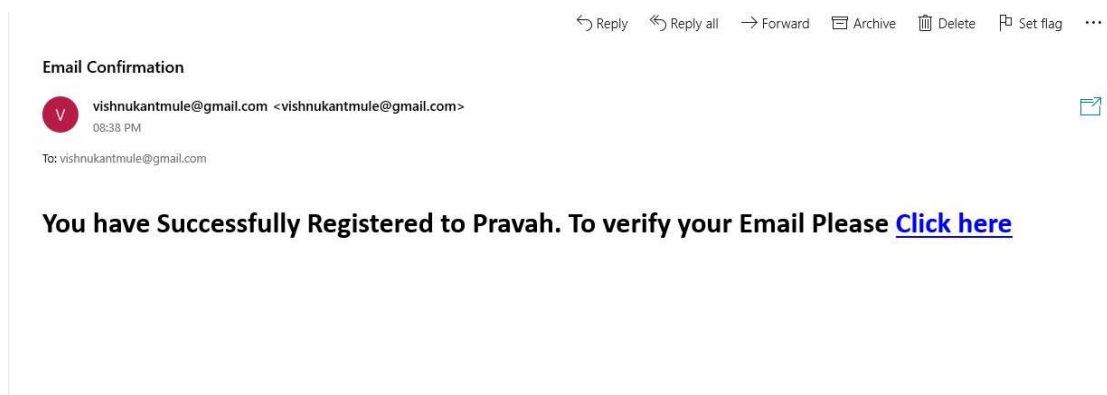 Reply Reply all Forward Archive Delete Set flag ...
Email Confirmation
V
vishnukantmule@gmail.com <vishnukantmule@gmail.com>
08:38 PM
To: vishnukantmule@gmail.com
You have Successfully Registered to Pravah. To verify your Email Please Click here